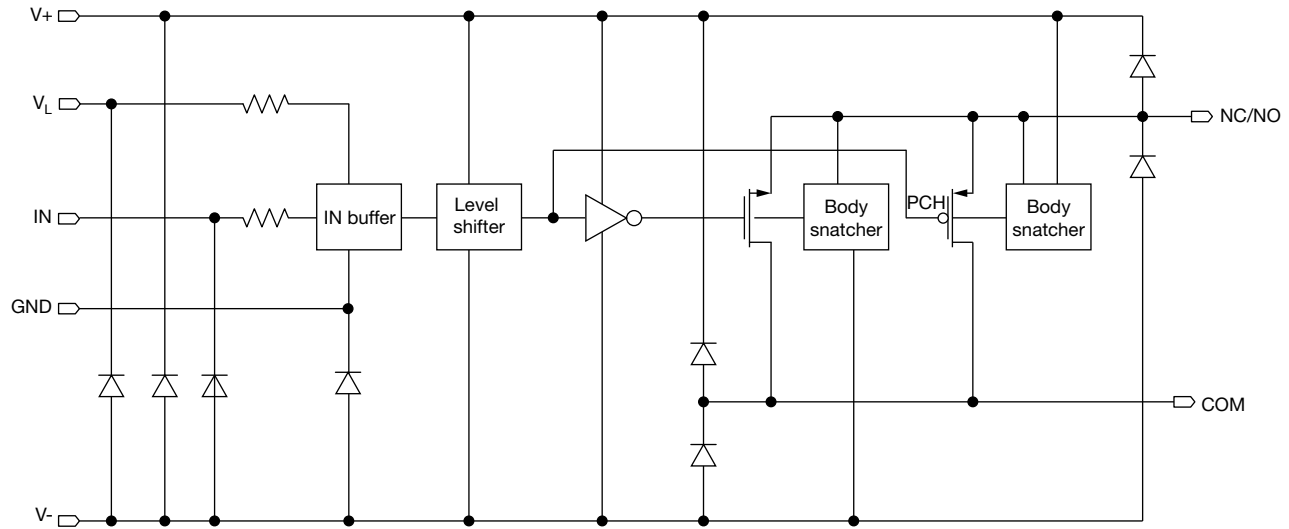 V+
VL
NC/NO
IN
IN buffer
Level
shifter
Body
snatcher
PCH
Body
snatcher
GND
COM
V-